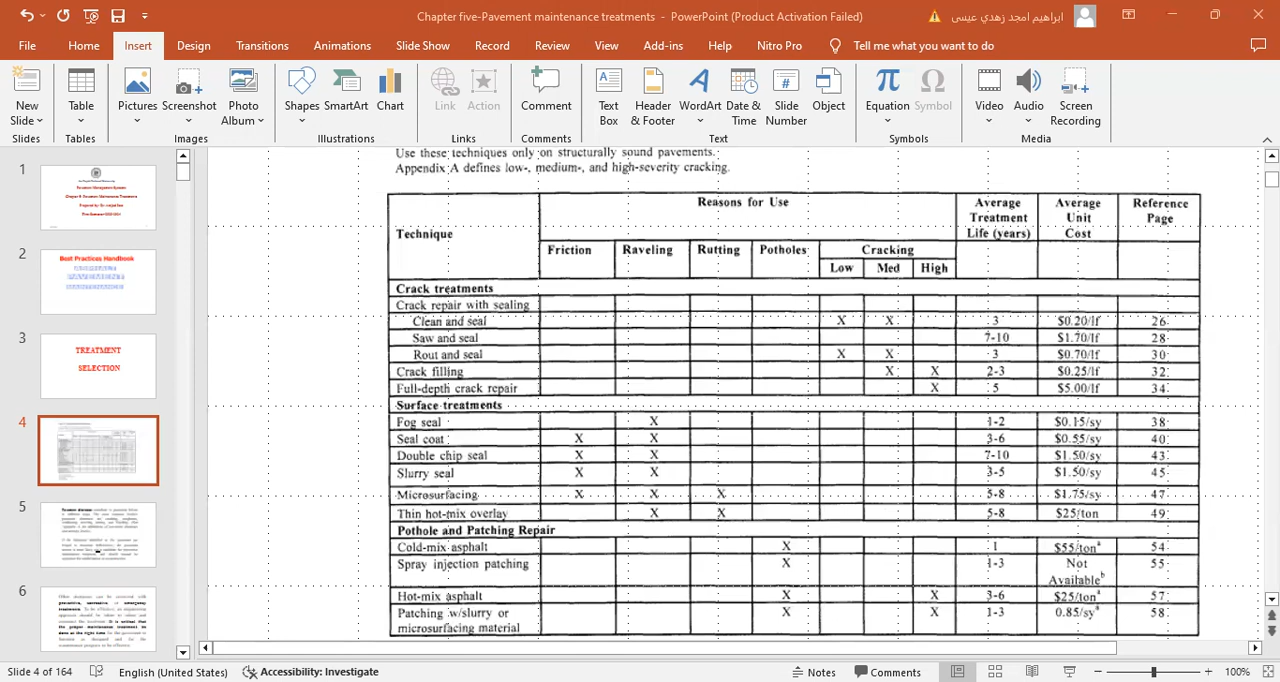 Chapter five-Pavement maintenance treatments - PowerPoint (Product Activation Failed)
ابراهيم امجد زهدي عيسى
File Home Insert Design Transitions Animations Slide Show Record Review View Add-ins Help Nitro Pro Tell me what you want to do
New Slide Table Pictures Screenshot Photo Album Shapes SmartArt Chart Link Action Comment Text Box Header & Footer WordArt Date & Time Slide Number Object Equation Symbol Video Audio Screen Recording
Slides Tables Images Illustrations Links Comments Text Symbols Media
1
2
Best Practices Handbook
3
TREATMENT
SELECTION
4
5
6
Use these techniques only on structurally sound pavements.
Appendix A defines low-, medium-, and high-severity cracking.
Technique Reasons for Use Average Treatment Life (years) Average Unit Cost Reference Page
Friction Raveling Rutting Potholes Cracking
Low Med High
Crack treatments
Crack repair with sealing
Clean and seal X X 3 $0.20/lf 26
Saw and seal 7-10 $1.70/lf 28
Rout and seal X X 3 $0.70/lf 30
Crack filling X X 2-3 $0.25/lf 32
Full-depth crack repair X 5 $5.00/lf 34
Surface treatments
Fog seal X 1-2 $0.15/sy 38
Seal coat X X 3-6 $0.55/sy 40
Double chip seal X X 7-10 $1.50/sy 43
Slurry seal X X 3-5 $1.50/sy 45
Microsurfacing X X X 5-8 $1.75/sy 47
Thin hot-mix overlay X X 5-8 $25/ton 49
Pothole and Patching Repair
Cold-mix asphalt X 1 $55/tonᵃ 54
Spray injection patching X 1-3 Not Availableᵇ 55
Hot-mix asphalt X X 3-6 $25/tonᵃ 57
Patching w/slurry or microsurfacing material X X 1-3 0.85/syᵃ 58
Slide 4 of 164 English (United States) Accessibility: Investigate Notes Comments 100%